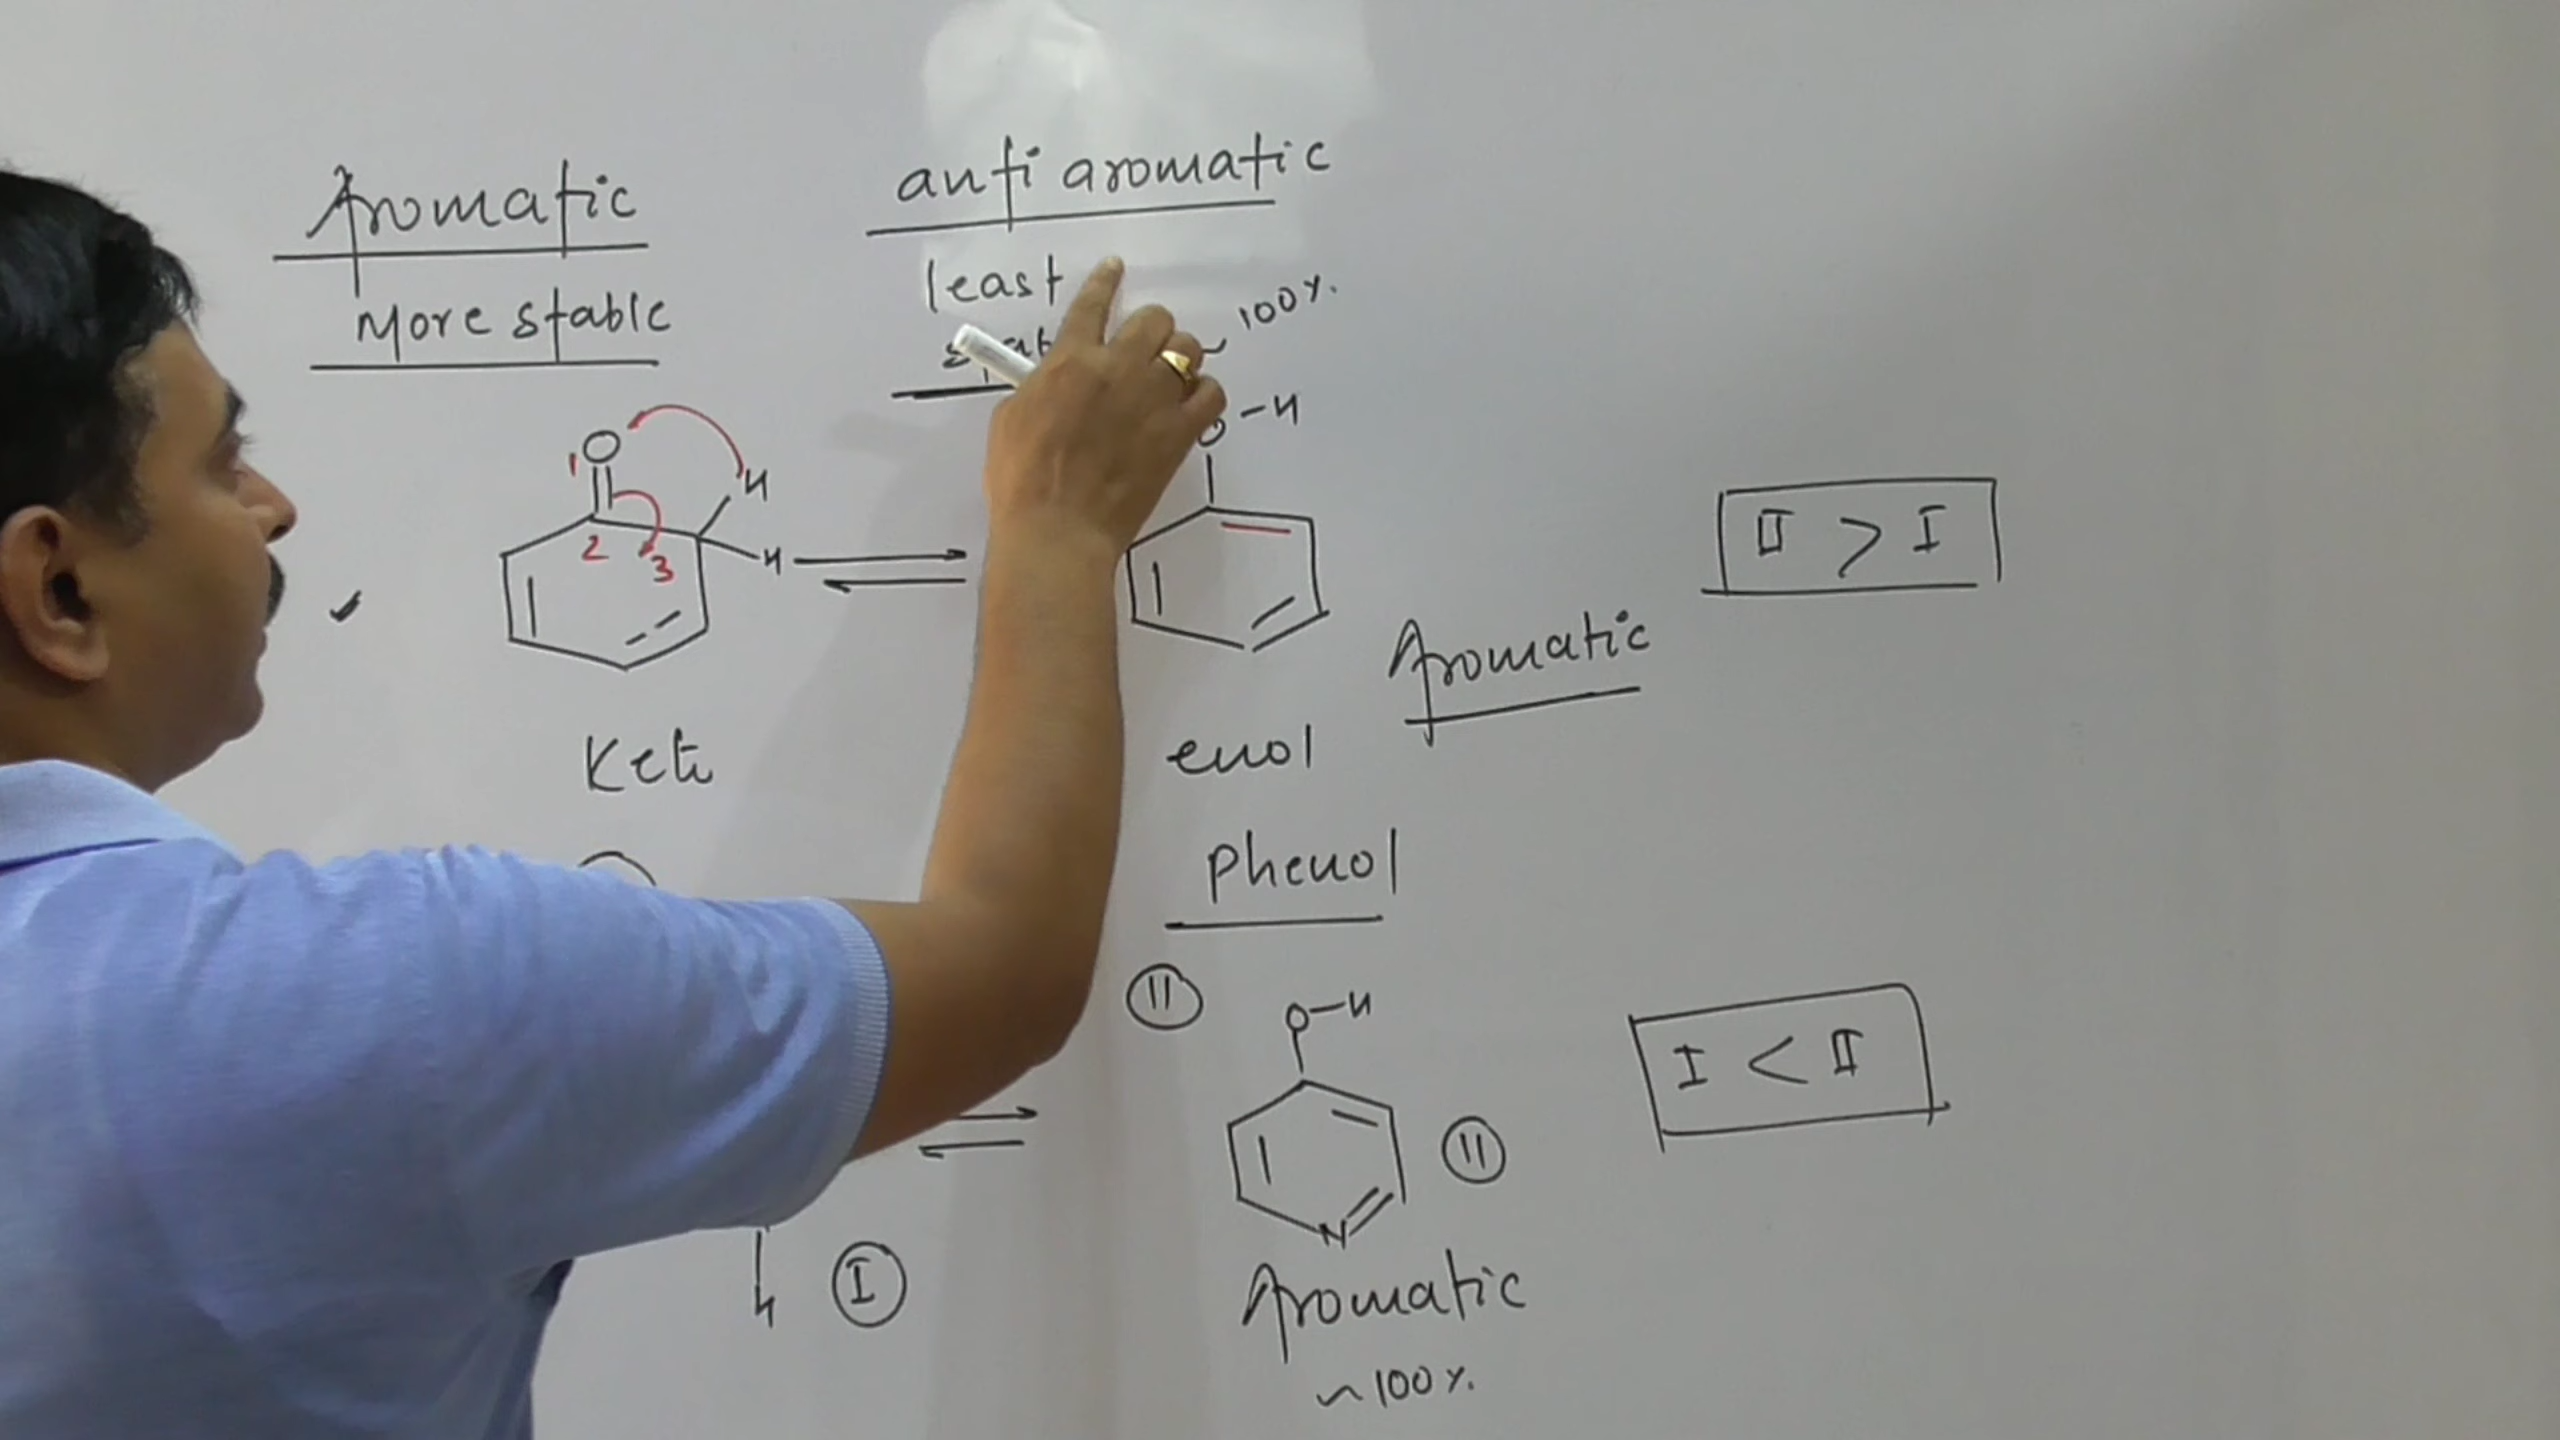 Aromatic
More stable
anti aromatic
least
~ 100%.
O
1
H
2
3
H
O-H
Keto
enol
Aromatic
Phenol
II > I
II
O-H
N
II
Aromatic
~100%.
I < II
H
I